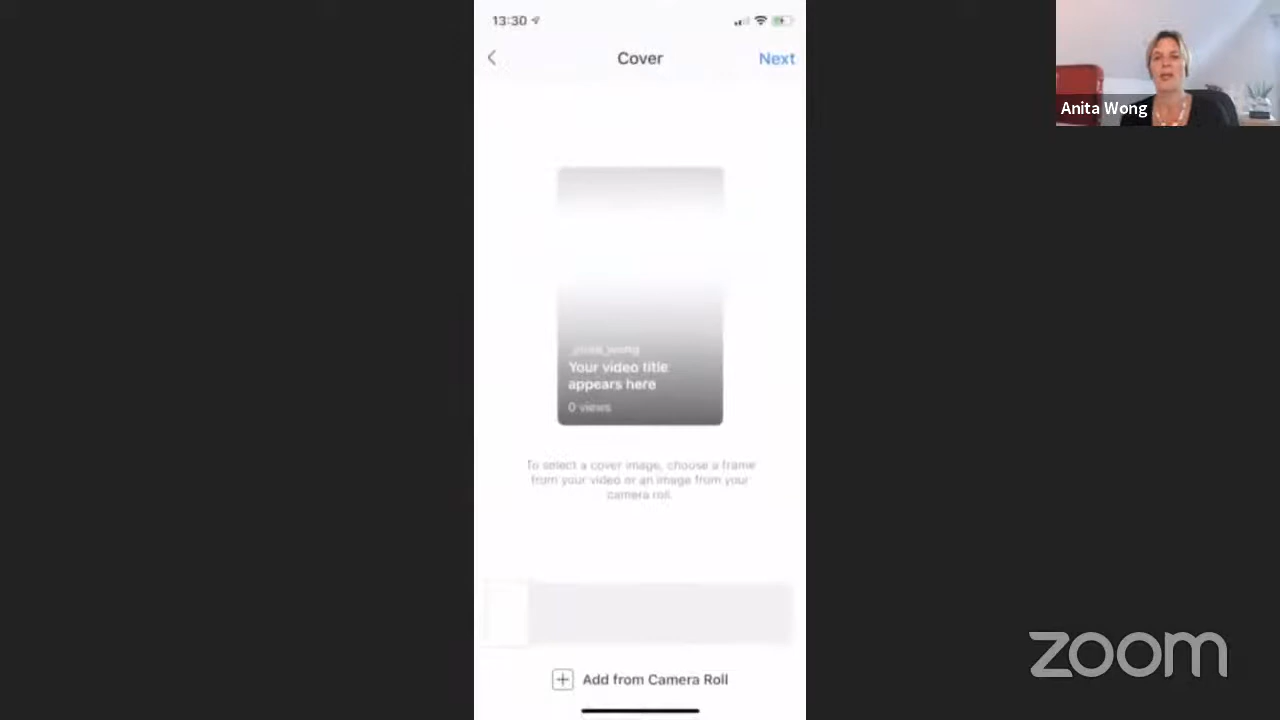 13:30
Cover
Next
Anita Wong
Your video title
appears here
0 views
To select a cover image, choose a frame
from your video or an image from your
camera roll.
Add from Camera Roll
zoom